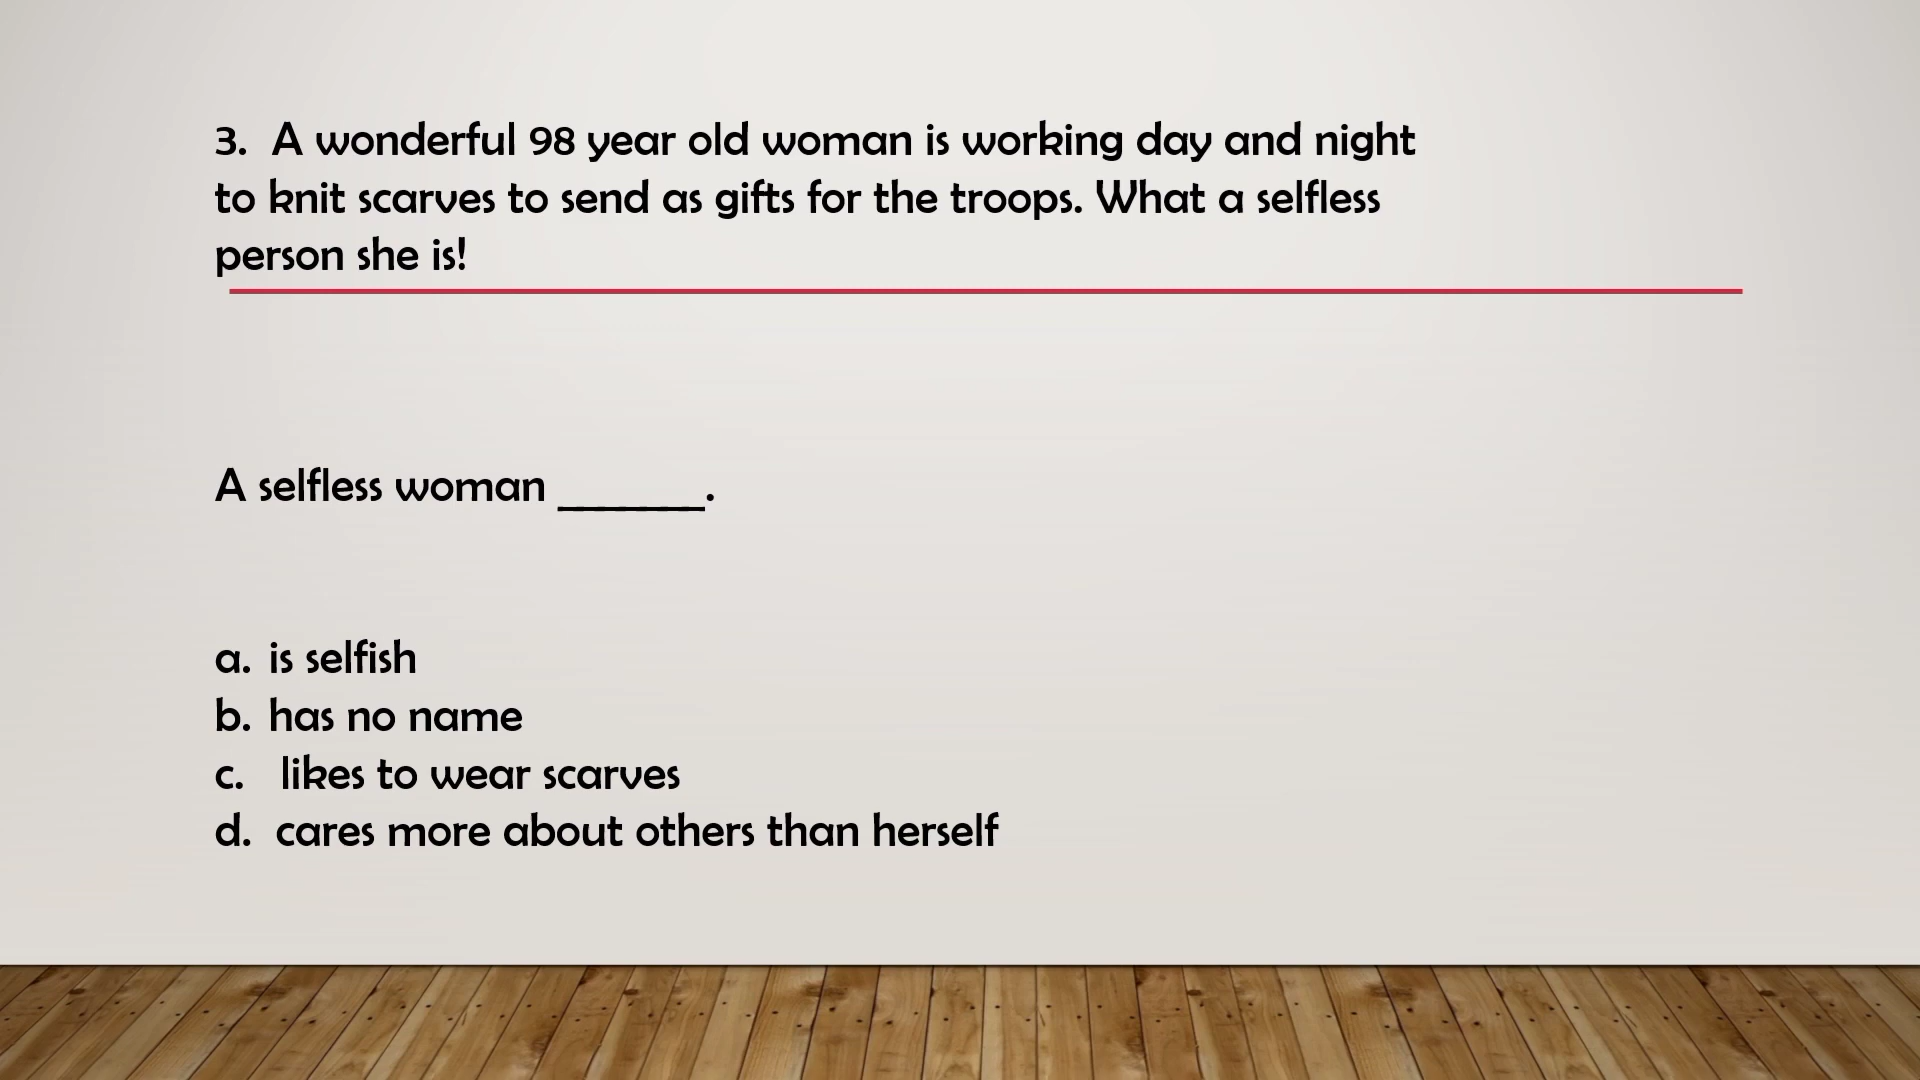 3. A wonderful 98 year old woman is working day and night
to knit scarves to send as gifts for the troops. What a selfless
person she is!
A selfless woman _______.
a. is selfish
b. has no name
c. likes to wear scarves
d. cares more about others than herself